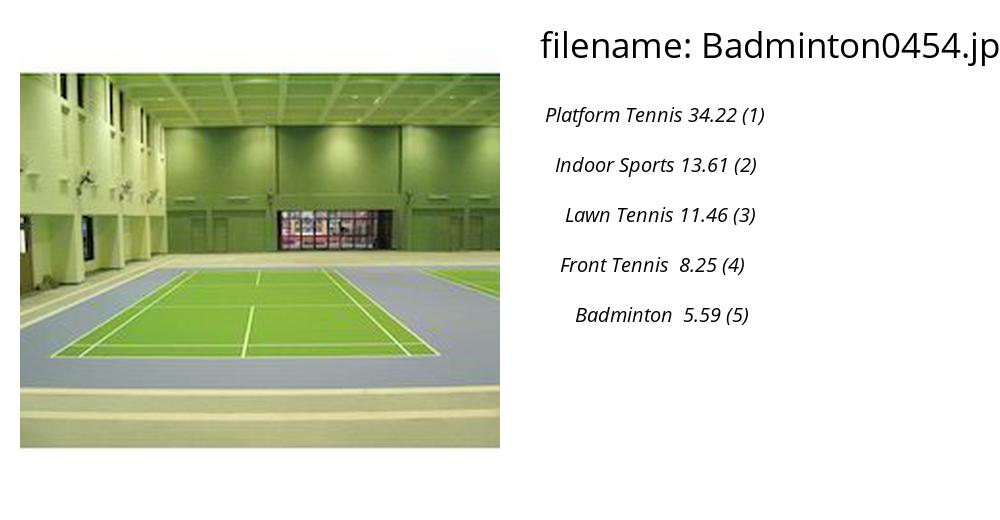 filename: Badminton0454.jp
Platform Tennis 34.22 (1)
Indoor Sports 13.61 (2)
Lawn Tennis 11.46 (3)
Front Tennis 8.25 (4)
Badminton 5.59 (5)